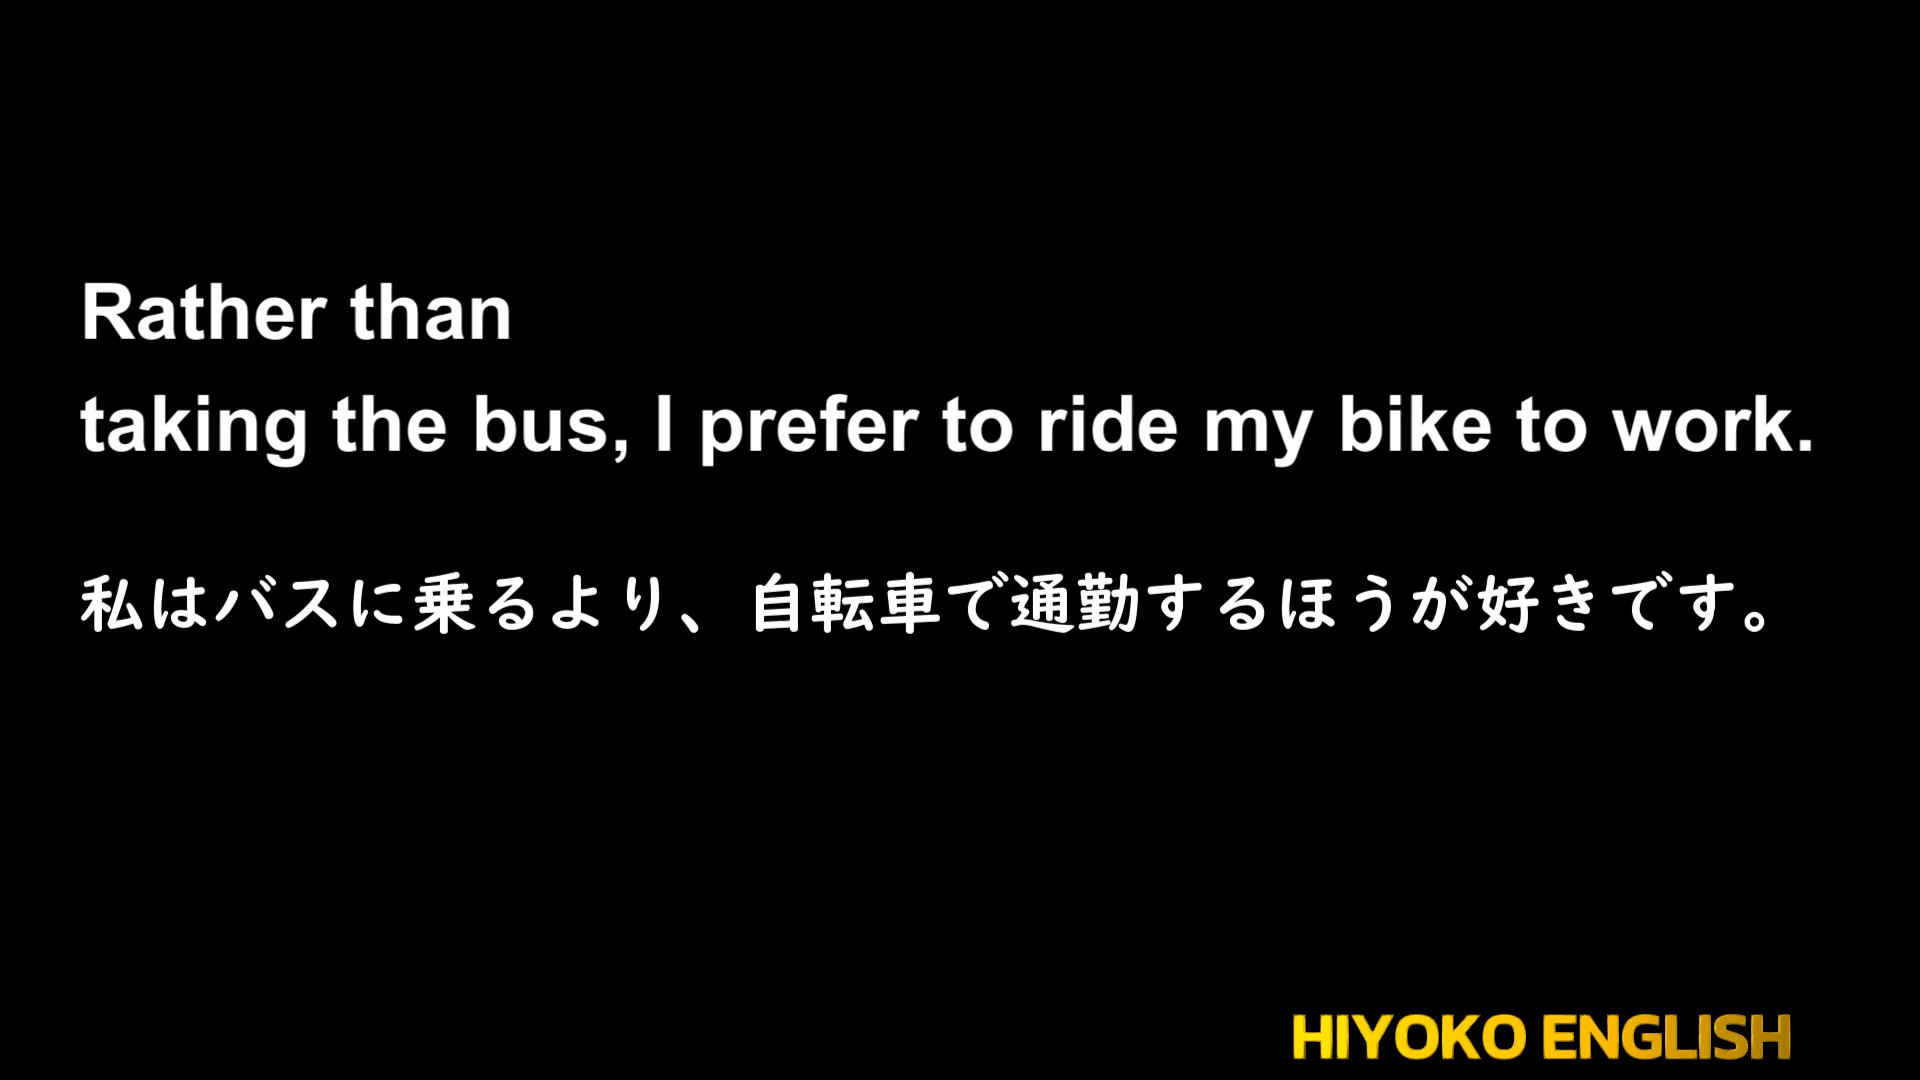 Rather than
taking the bus, I prefer to ride my bike to work.
私はバスに乗るより、自転車で通勤するほうが好きです。
HIYOKO ENGLISH